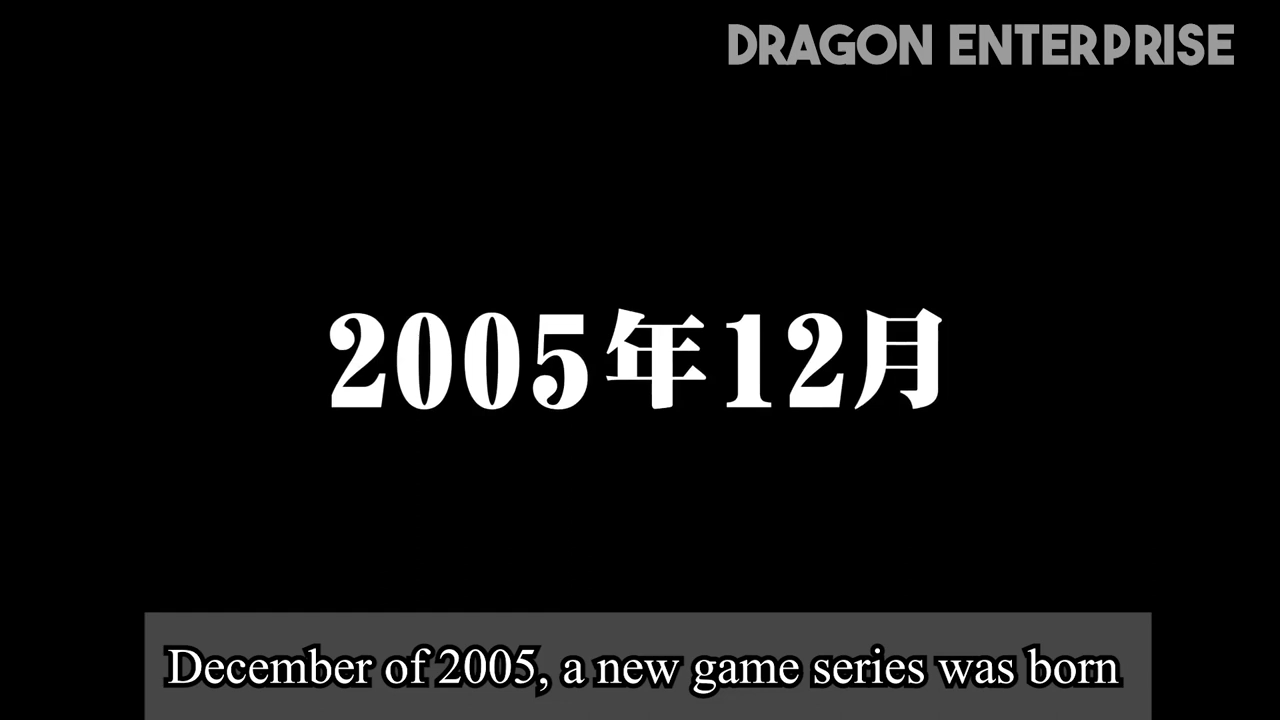 DRAGON ENTERPRISE
2005年12月
December of 2005, a new game series was born